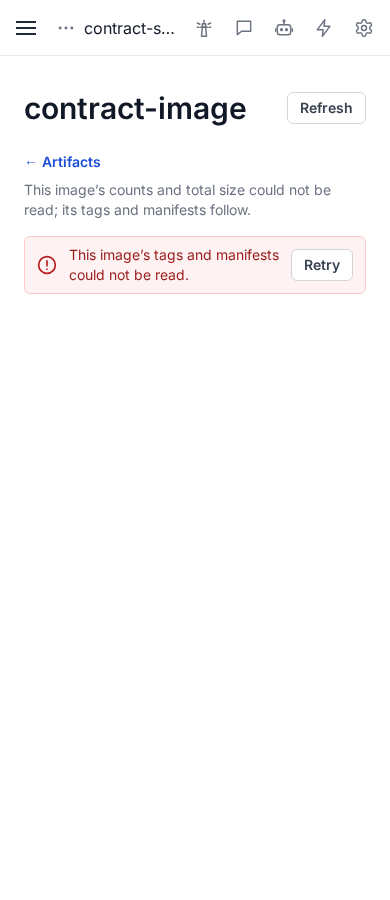 contract-s...
contract-image
Refresh
← Artifacts
This image’s counts and total size could not be
read; its tags and manifests follow.
This image’s tags and manifests
could not be read.
Retry